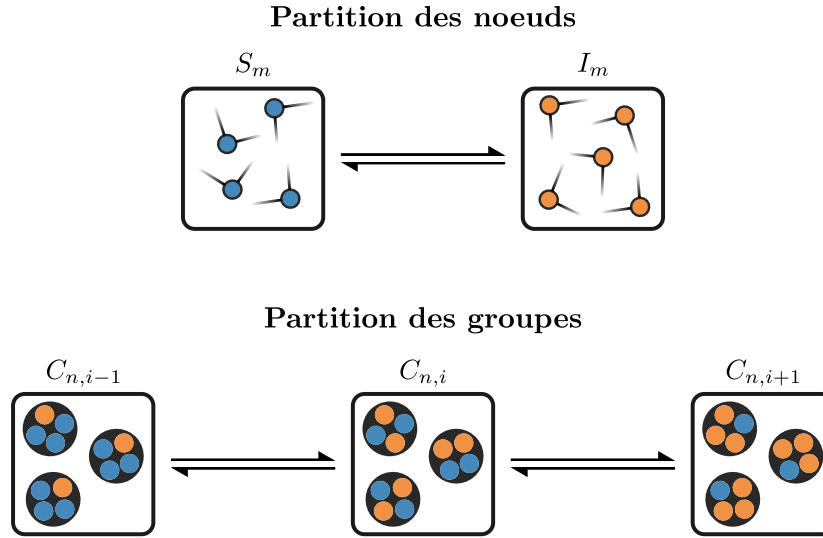 Partition des noeuds
S_m I_m
Partition des groupes
C_{n,i−1} C_{n,i} C_{n,i+1}